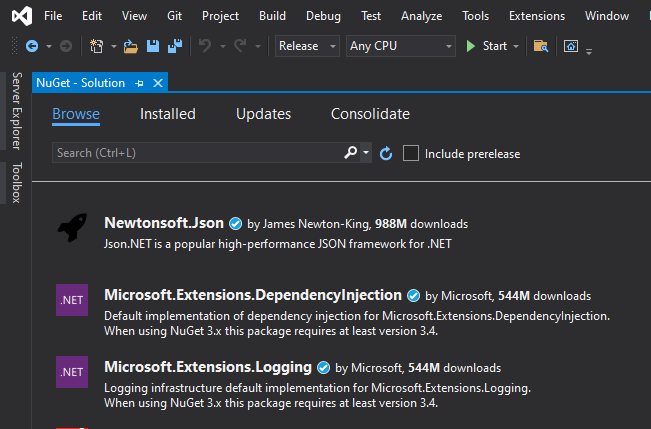 File Edit View Git Project Build Debug Test Analyze Tools Extensions Window
Release Any CPU Start
Server Explorer
Toolbox
NuGet - Solution
Browse Installed Updates Consolidate
Search (Ctrl+L) Include prerelease
Newtonsoft.Json by James Newton-King, 988M downloads
Json.NET is a popular high-performance JSON framework for .NET
.NET
Microsoft.Extensions.DependencyInjection by Microsoft, 544M downloads
Default implementation of dependency injection for Microsoft.Extensions.DependencyInjection.
When using NuGet 3.x this package requires at least version 3.4.
.NET
Microsoft.Extensions.Logging by Microsoft, 544M downloads
Logging infrastructure default implementation for Microsoft.Extensions.Logging.
When using NuGet 3.x this package requires at least version 3.4.